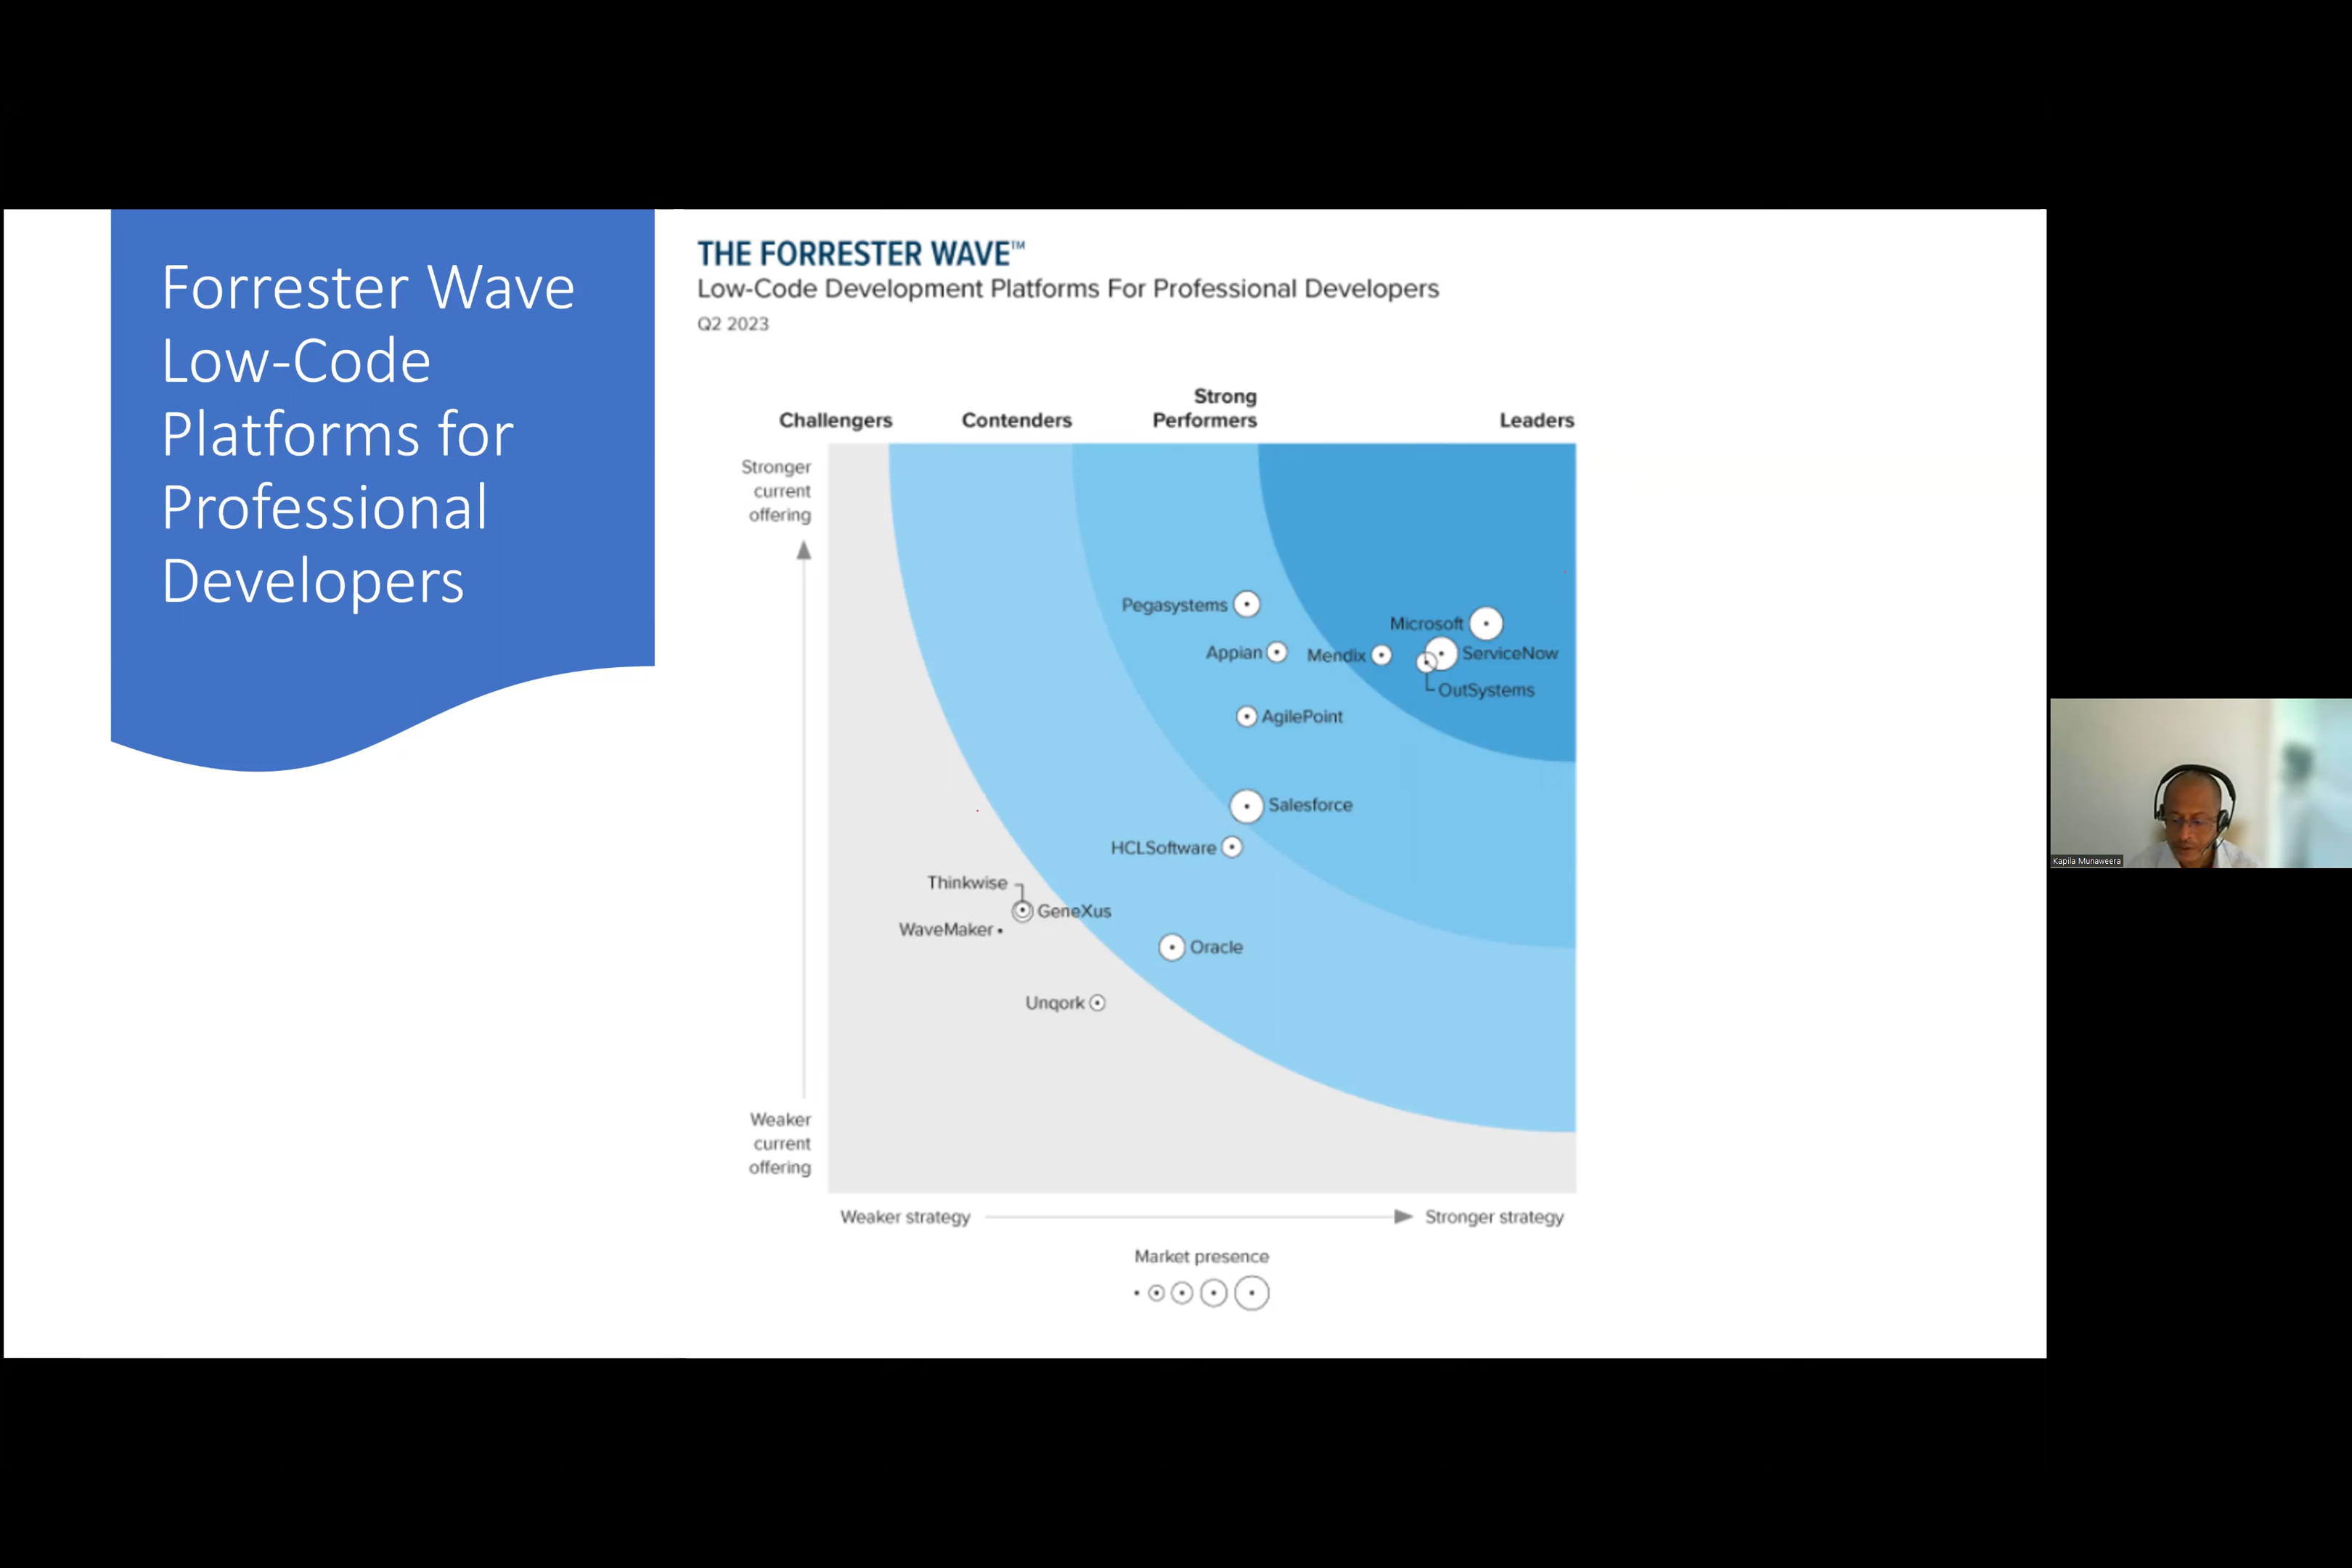 Forrester Wave
Low-Code
Platforms for
Professional
Developers
THE FORRESTER WAVE™
Low-Code Development Platforms For Professional Developers
Q2 2023
Challengers
Contenders
Strong
Performers
Leaders
Stronger
current
offering
Pegasystems
Microsoft
Appian
Mendix
ServiceNow
OutSystems
AgilePoint
Salesforce
HCLSoftware
Thinkwise
GeneXus
WaveMaker
Oracle
Unqork
Weaker
current
offering
Weaker strategy
Stronger strategy
Market presence
Kapila Munaweera